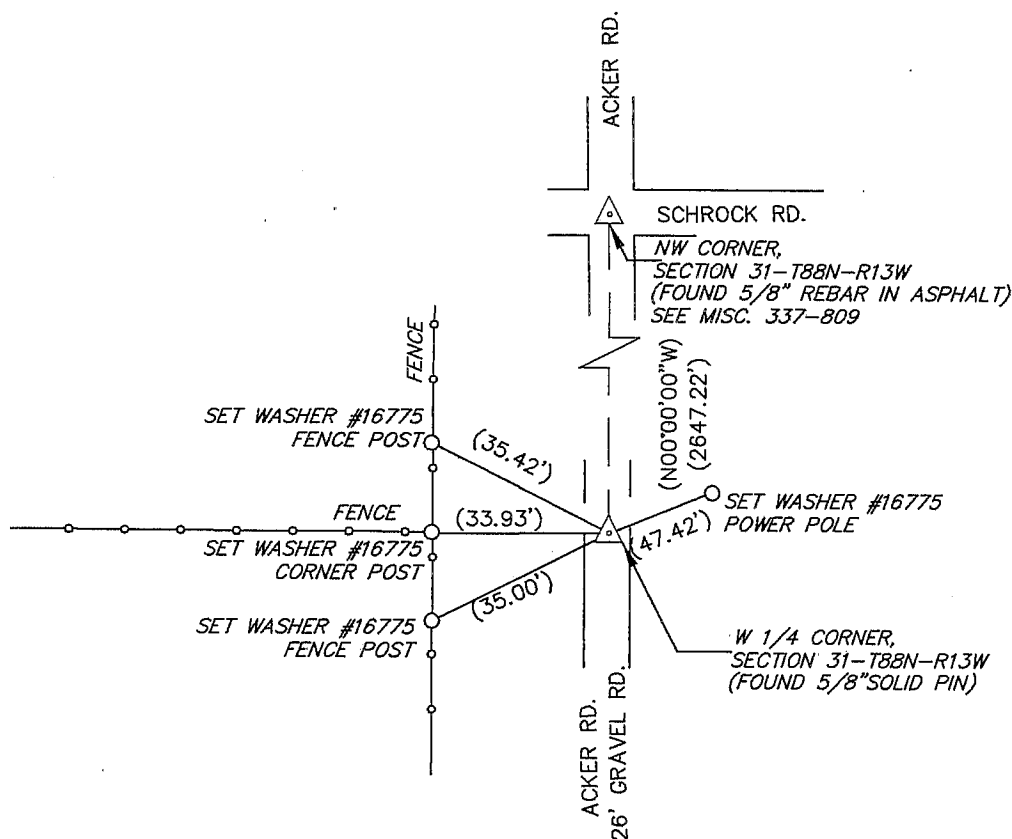 ACKER RD.
SCHROCK RD.
NW CORNER,
SECTION 31-T88N-R13W
(FOUND 5/8" REBAR IN ASPHALT)
SEE MISC. 337-809
FENCE
SET WASHER #16775
FENCE POST
(35.42')
(N00°00'00"W)
(2647.22')
SET WASHER #16775
POWER POLE
FENCE
(33.93')
(47.42')
SET WASHER #16775
CORNER POST
(35.00')
SET WASHER #16775
FENCE POST
W 1/4 CORNER,
SECTION 31-T88N-R13W
(FOUND 5/8"SOLID PIN)
ACKER RD.
26' GRAVEL RD.